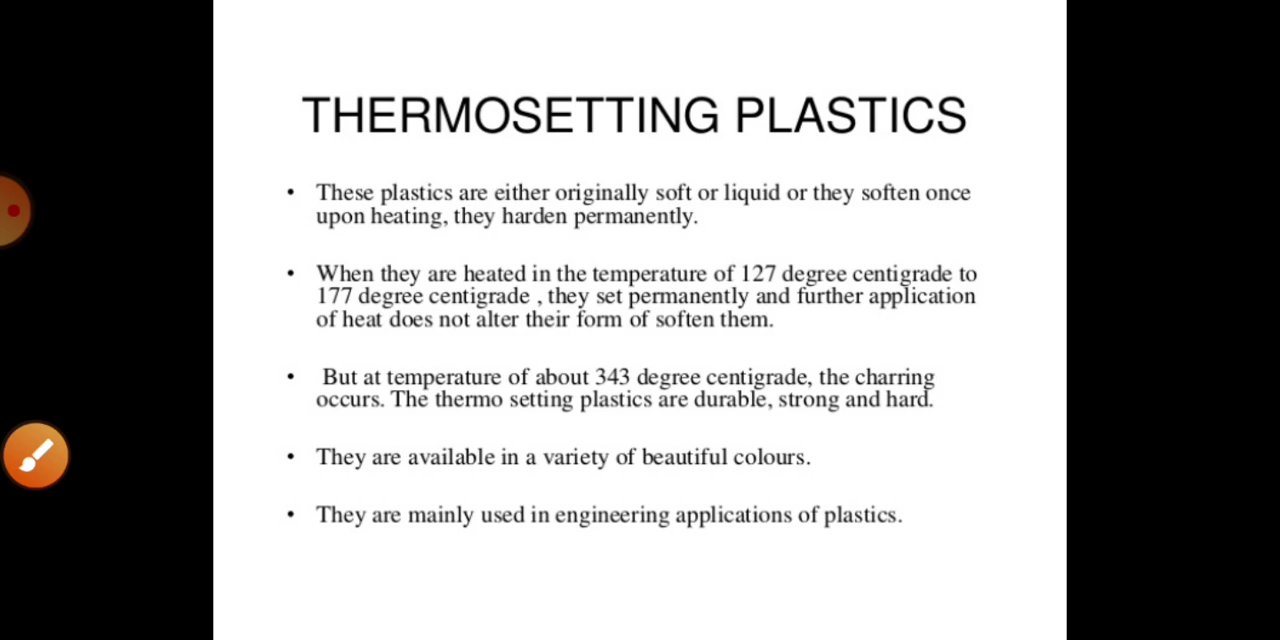 THERMOSETTING PLASTICS
• These plastics are either originally soft or liquid or they soften once
upon heating, they harden permanently.
• When they are heated in the temperature of 127 degree centigrade to
177 degree centigrade , they set permanently and further application
of heat does not alter their form of soften them.
• But at temperature of about 343 degree centigrade, the charring
occurs. The thermo setting plastics are durable, strong and hard.
• They are available in a variety of beautiful colours.
• They are mainly used in engineering applications of plastics.